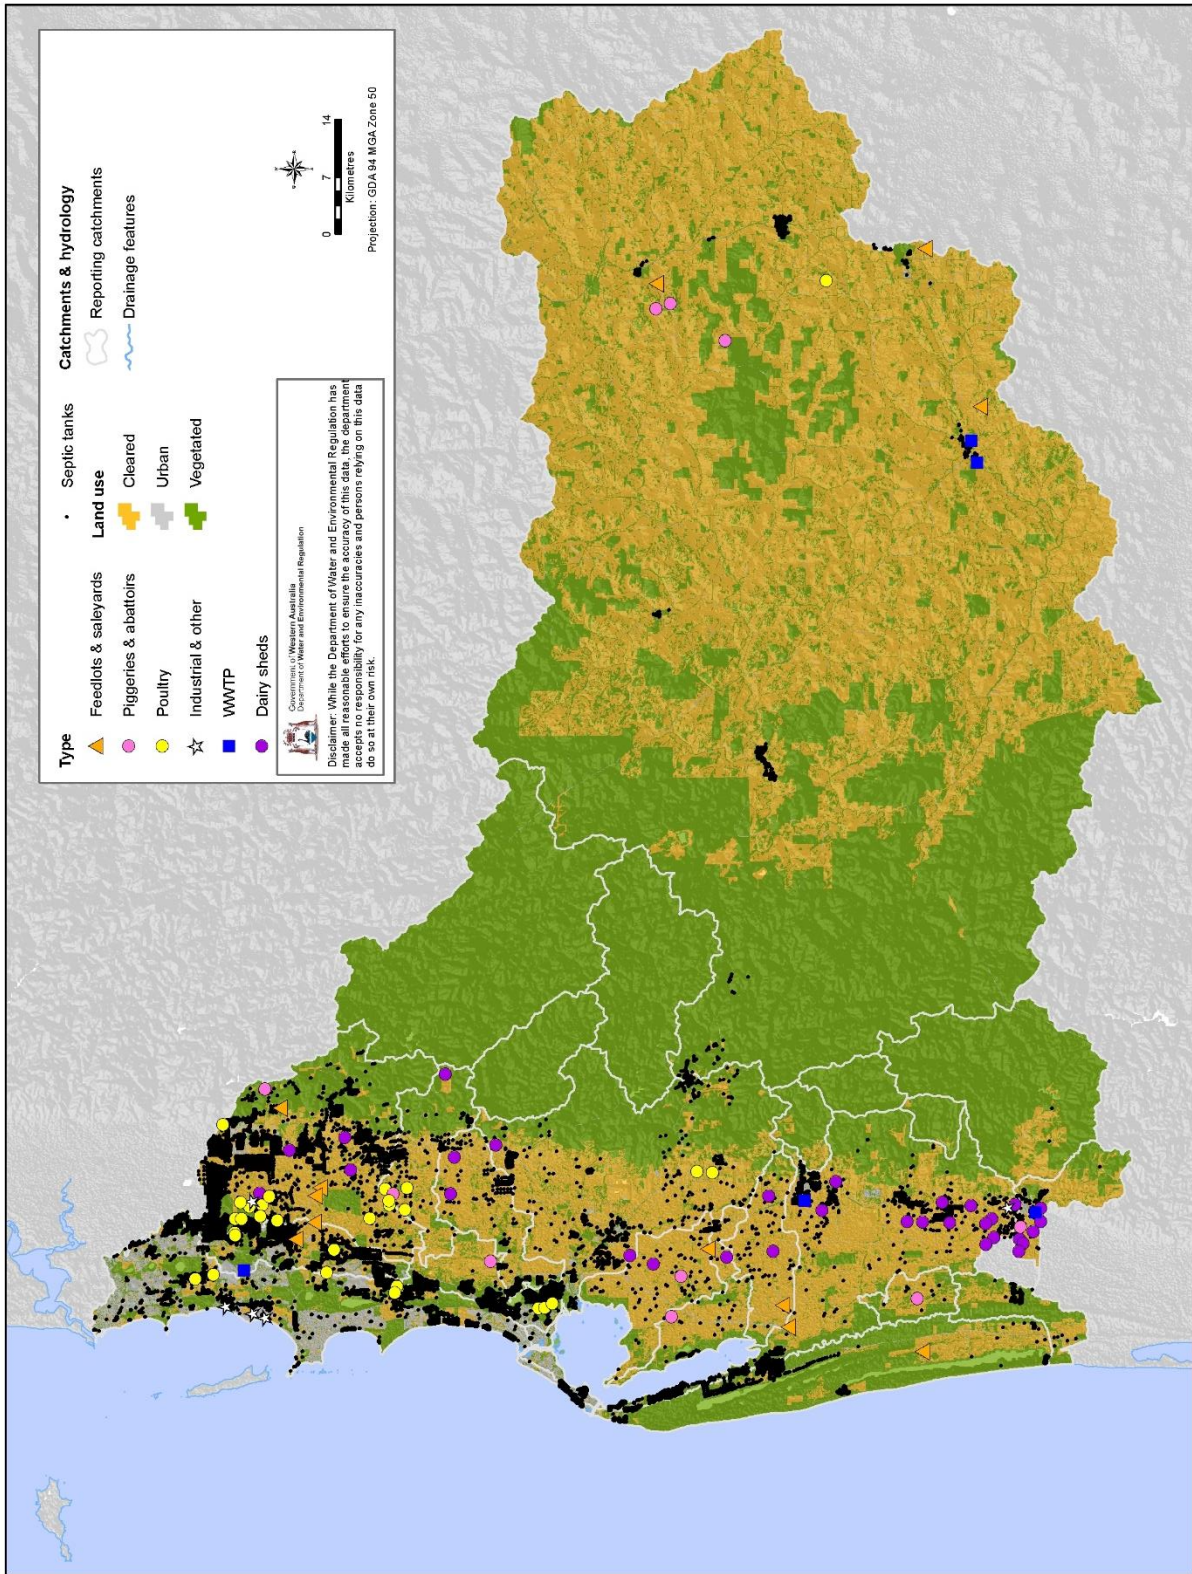 Type
Feedlots & saleyards
Piggeries & abattoirs
Poultry
Industrial & other
WWTP
Dairy sheds
Septic tanks
Land use
Cleared
Urban
Vegetated
Catchments & hydrology
Reporting catchments
Drainage features
Government of Western Australia
Department of Water and Environmental Regulation
Disclaimer: While the Department of Water and Environmental Regulation has
made all reasonable efforts to ensure the accuracy of this data, the department
accepts no responsibility for any inaccuracies and persons relying on this data
do so at their own risk.
0 7 14
Kilometres
Projection: GDA 94 MGA Zone 50